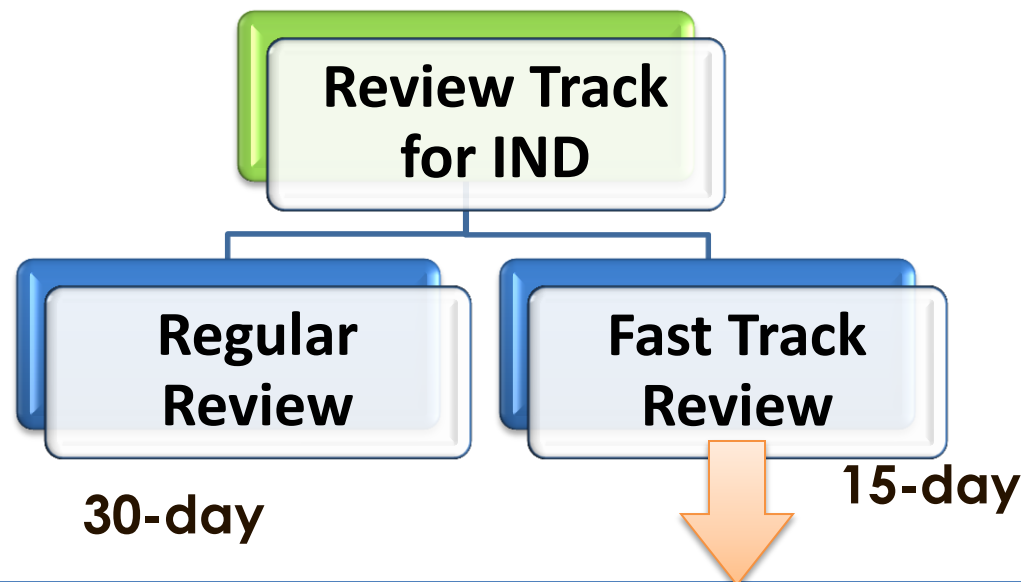 Review Track
for IND
Regular
Review
Fast Track
Review
30-day
15-day